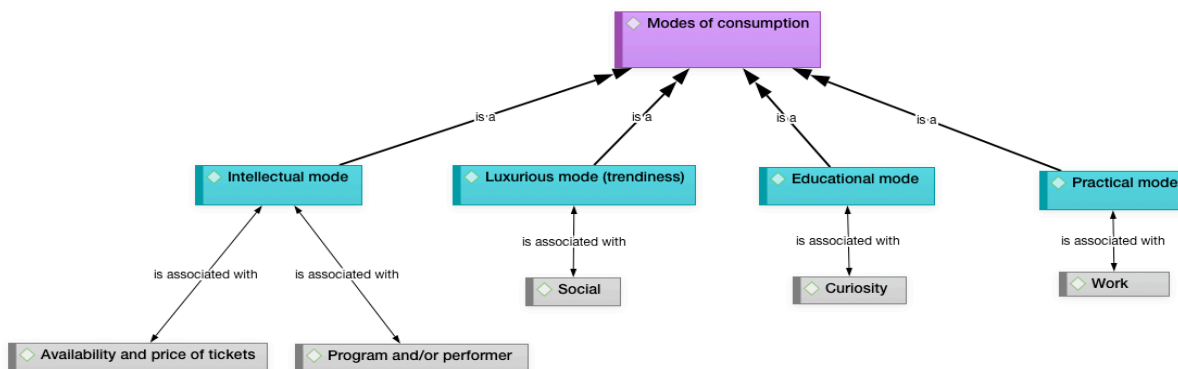 Modes of consumption
is a
is a
is a
is a
Intellectual mode
Luxurious mode (trendiness)
Educational mode
Practical mode
is associated with
is associated with
is associated with
is associated with
is associated with
Social
Curiosity
Work
Availability and price of tickets
Program and/or performer